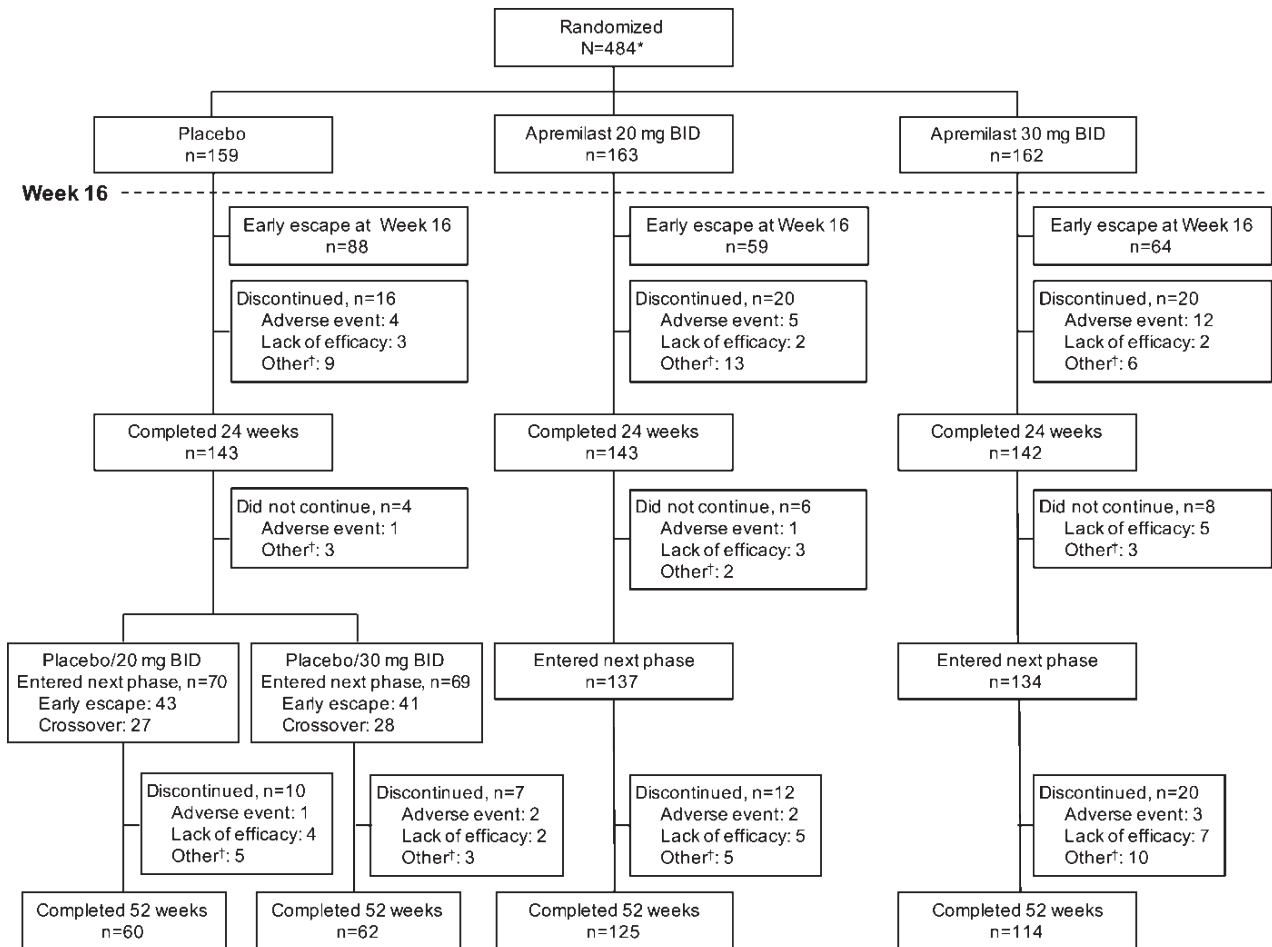 Randomized
N=484*
Placebo
n=159
Apremilast 20 mg BID
n=163
Apremilast 30 mg BID
n=162
Week 16
Early escape at Week 16
n=88
Early escape at Week 16
n=59
Early escape at Week 16
n=64
Discontinued, n=16
Adverse event: 4
Lack of efficacy: 3
Other†: 9
Discontinued, n=20
Adverse event: 5
Lack of efficacy: 2
Other†: 13
Discontinued, n=20
Adverse event: 12
Lack of efficacy: 2
Other†: 6
Completed 24 weeks
n=143
Completed 24 weeks
n=143
Completed 24 weeks
n=142
Did not continue, n=4
Adverse event: 1
Other†: 3
Did not continue, n=6
Adverse event: 1
Lack of efficacy: 3
Other†: 2
Did not continue, n=8
Lack of efficacy: 5
Other†: 3
Placebo/20 mg BID
Entered next phase, n=70
Early escape: 43
Crossover: 27
Placebo/30 mg BID
Entered next phase, n=69
Early escape: 41
Crossover: 28
Entered next phase
n=137
Entered next phase
n=134
Discontinued, n=10
Adverse event: 1
Lack of efficacy: 4
Other†: 5
Discontinued, n=7
Adverse event: 2
Lack of efficacy: 2
Other†: 3
Discontinued, n=12
Adverse event: 2
Lack of efficacy: 5
Other†: 5
Discontinued, n=20
Adverse event: 3
Lack of efficacy: 7
Other†: 10
Completed 52 weeks
n=60
Completed 52 weeks
n=62
Completed 52 weeks
n=125
Completed 52 weeks
n=114